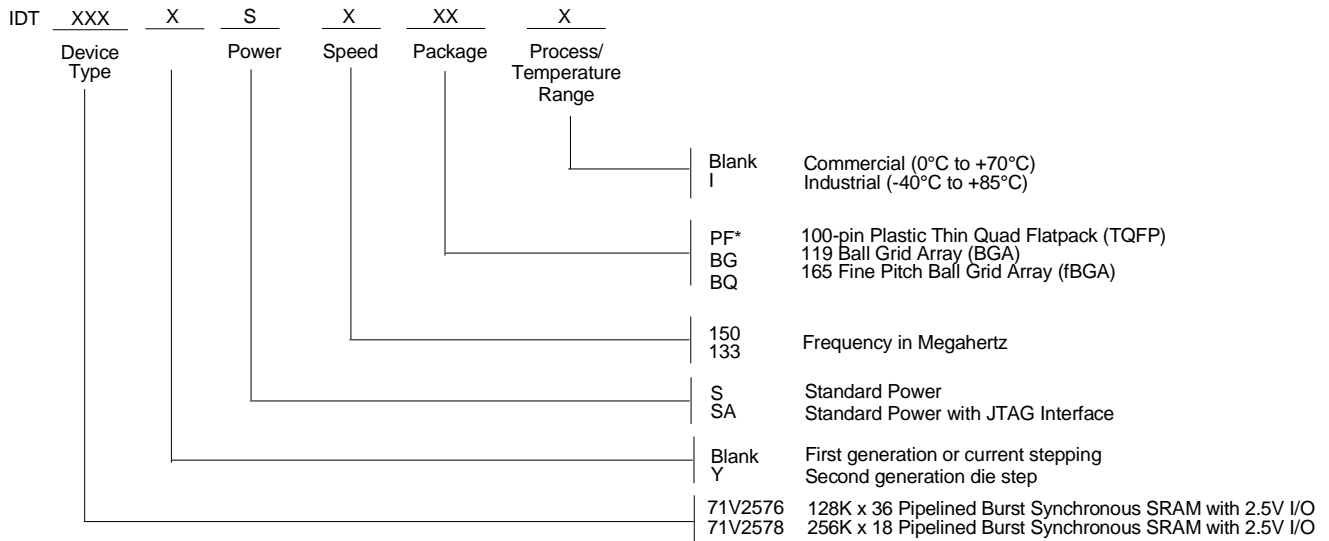 IDT XXX X S X XX X
Device Type
Power
Speed
Package
Process/
Temperature
Range
Blank Commercial (0°C to +70°C)
I Industrial (-40°C to +85°C)
PF* 100-pin Plastic Thin Quad Flatpack (TQFP)
BG 119 Ball Grid Array (BGA)
BQ 165 Fine Pitch Ball Grid Array (fBGA)
150
133
Frequency in Megahertz
S Standard Power
SA Standard Power with JTAG Interface
Blank First generation or current stepping
Y Second generation die step
71V2576 128K x 36 Pipelined Burst Synchronous SRAM with 2.5V I/O
71V2578 256K x 18 Pipelined Burst Synchronous SRAM with 2.5V I/O